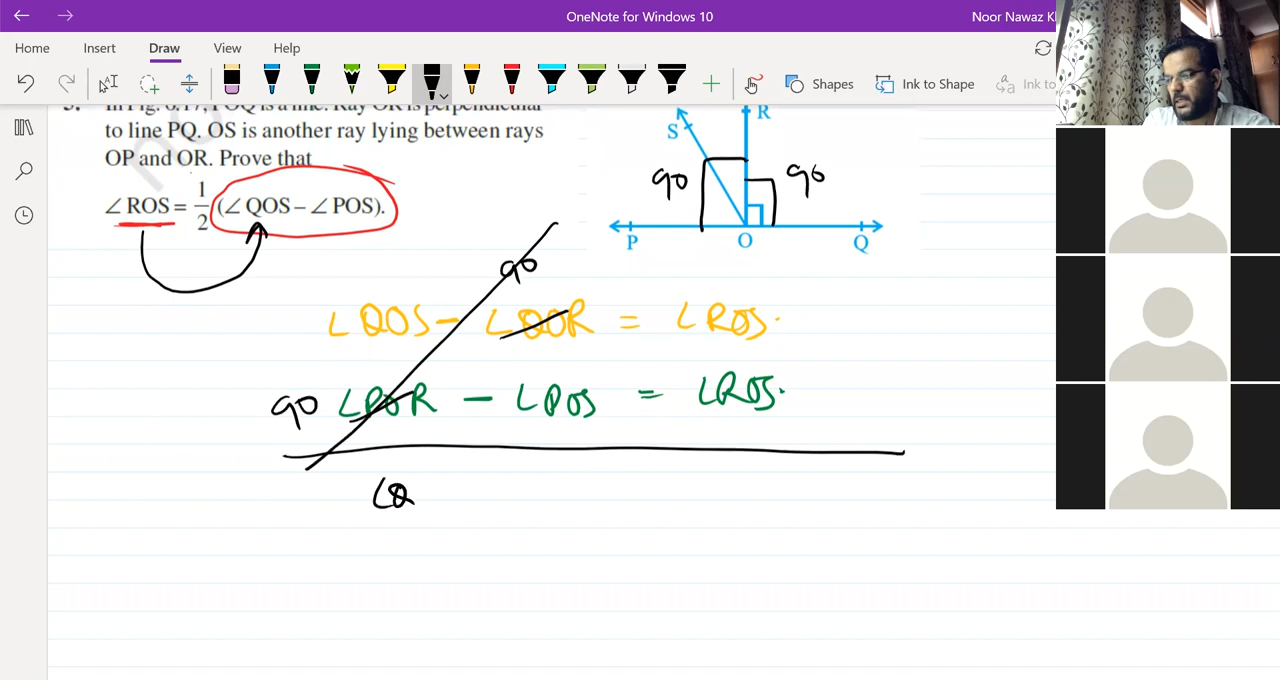 OneNote for Windows 10
Noor Nawaz K
Home Insert Draw View Help
Shapes Ink to Shape Ink to
to line PQ. OS is another ray lying between rays
OP and OR. Prove that
∠ ROS = 1/2 (∠ QOS – ∠ POS).
S R
90 90
P O Q
90
∠QOS - ∠QOR = ∠ROS.
90 ∠POR - ∠POS = ∠ROS.
∠Q